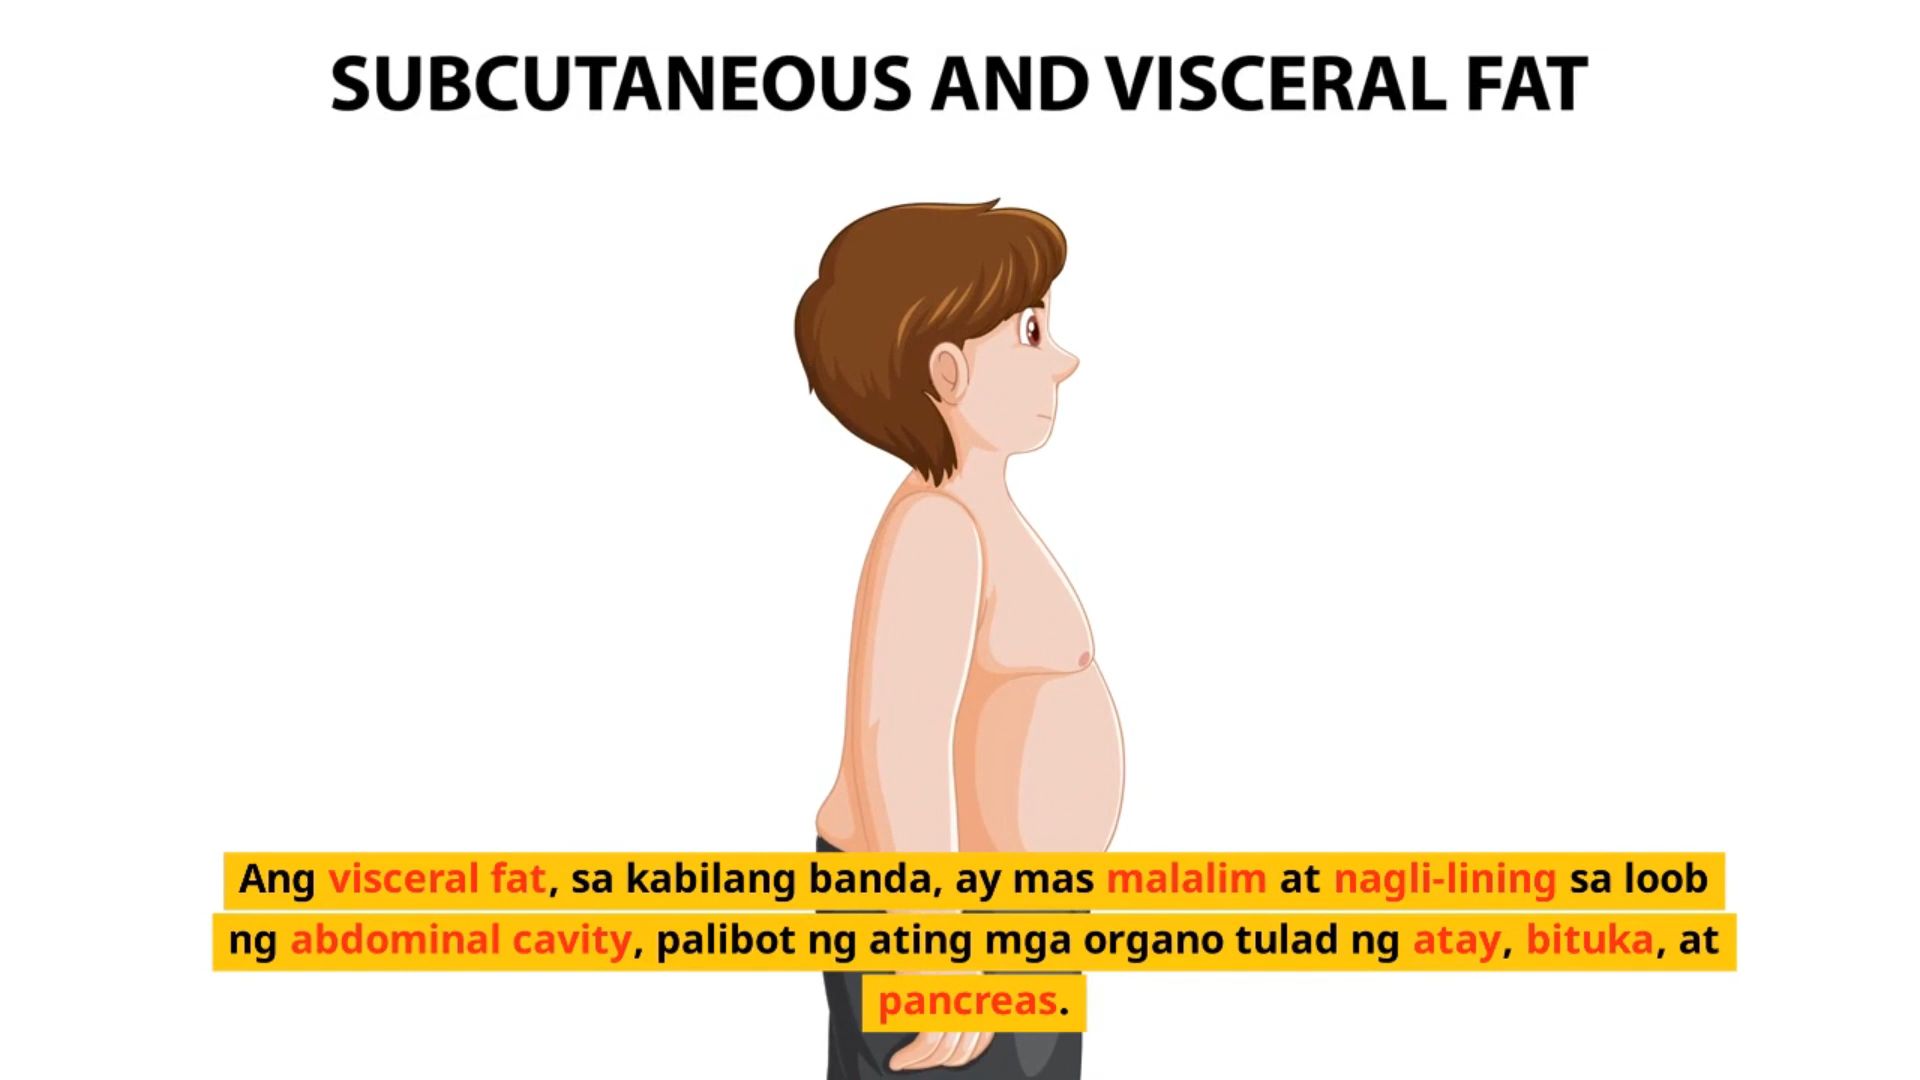 SUBCUTANEOUS AND VISCERAL FAT
Ang visceral fat, sa kabilang banda, ay mas malalim at nagli-lining sa loob
ng abdominal cavity, palibot ng ating mga organo tulad ng atay, bituka, at
pancreas.